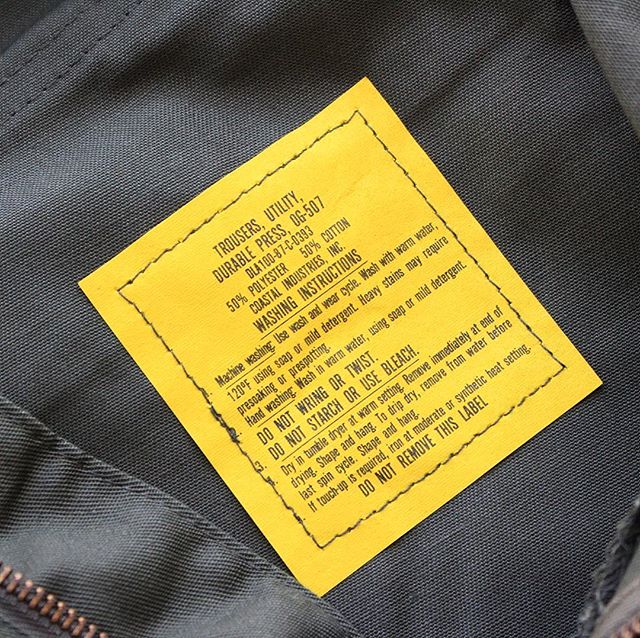 TROUSERS, UTILITY,
DURABLE PRESS, OG-507
DLA100-87-C-0393
50% POLYESTER 50% COTTON
COASTAL INDUSTRIES, INC.
WASHING INSTRUCTIONS
Machine washing: Use wash and wear cycle. Wash with warm water,
120°F using soap or mild detergent. Heavy stains may require
presoaking or prespotting.
Hand washing: Wash in warm water, using soap or mild detergent.
DO NOT WRING OR TWIST.
3. DO NOT STARCH OR USE BLEACH.
4. Dry in tumble dryer at warm setting. Remove immediately at end of
drying. Shape and hang. To drip dry, remove from water before
last spin cycle. Shape and hang.
If touch-up is required, iron at moderate or synthetic heat setting.
DO NOT REMOVE THIS LABEL